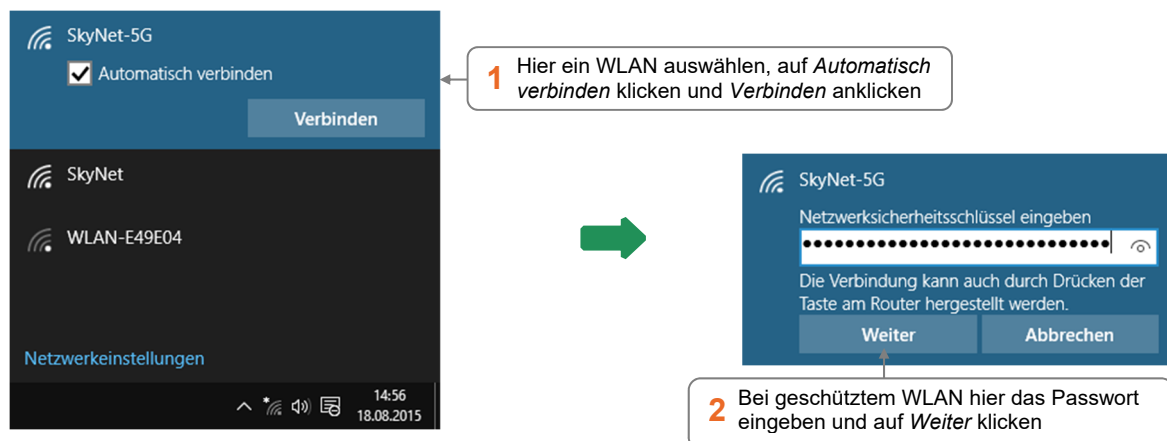 SkyNet-5G
Automatisch verbinden
Verbinden
SkyNet
WLAN-E49E04
Netzwerkeinstellungen
14:56
18.08.2015
1 Hier ein WLAN auswählen, auf Automatisch
verbinden klicken und Verbinden anklicken
SkyNet-5G
Netzwerksicherheitsschlüssel eingeben
Die Verbindung kann auch durch Drücken der
Taste am Router hergestellt werden.
Weiter Abbrechen
2 Bei geschütztem WLAN hier das Passwort
eingeben und auf Weiter klicken